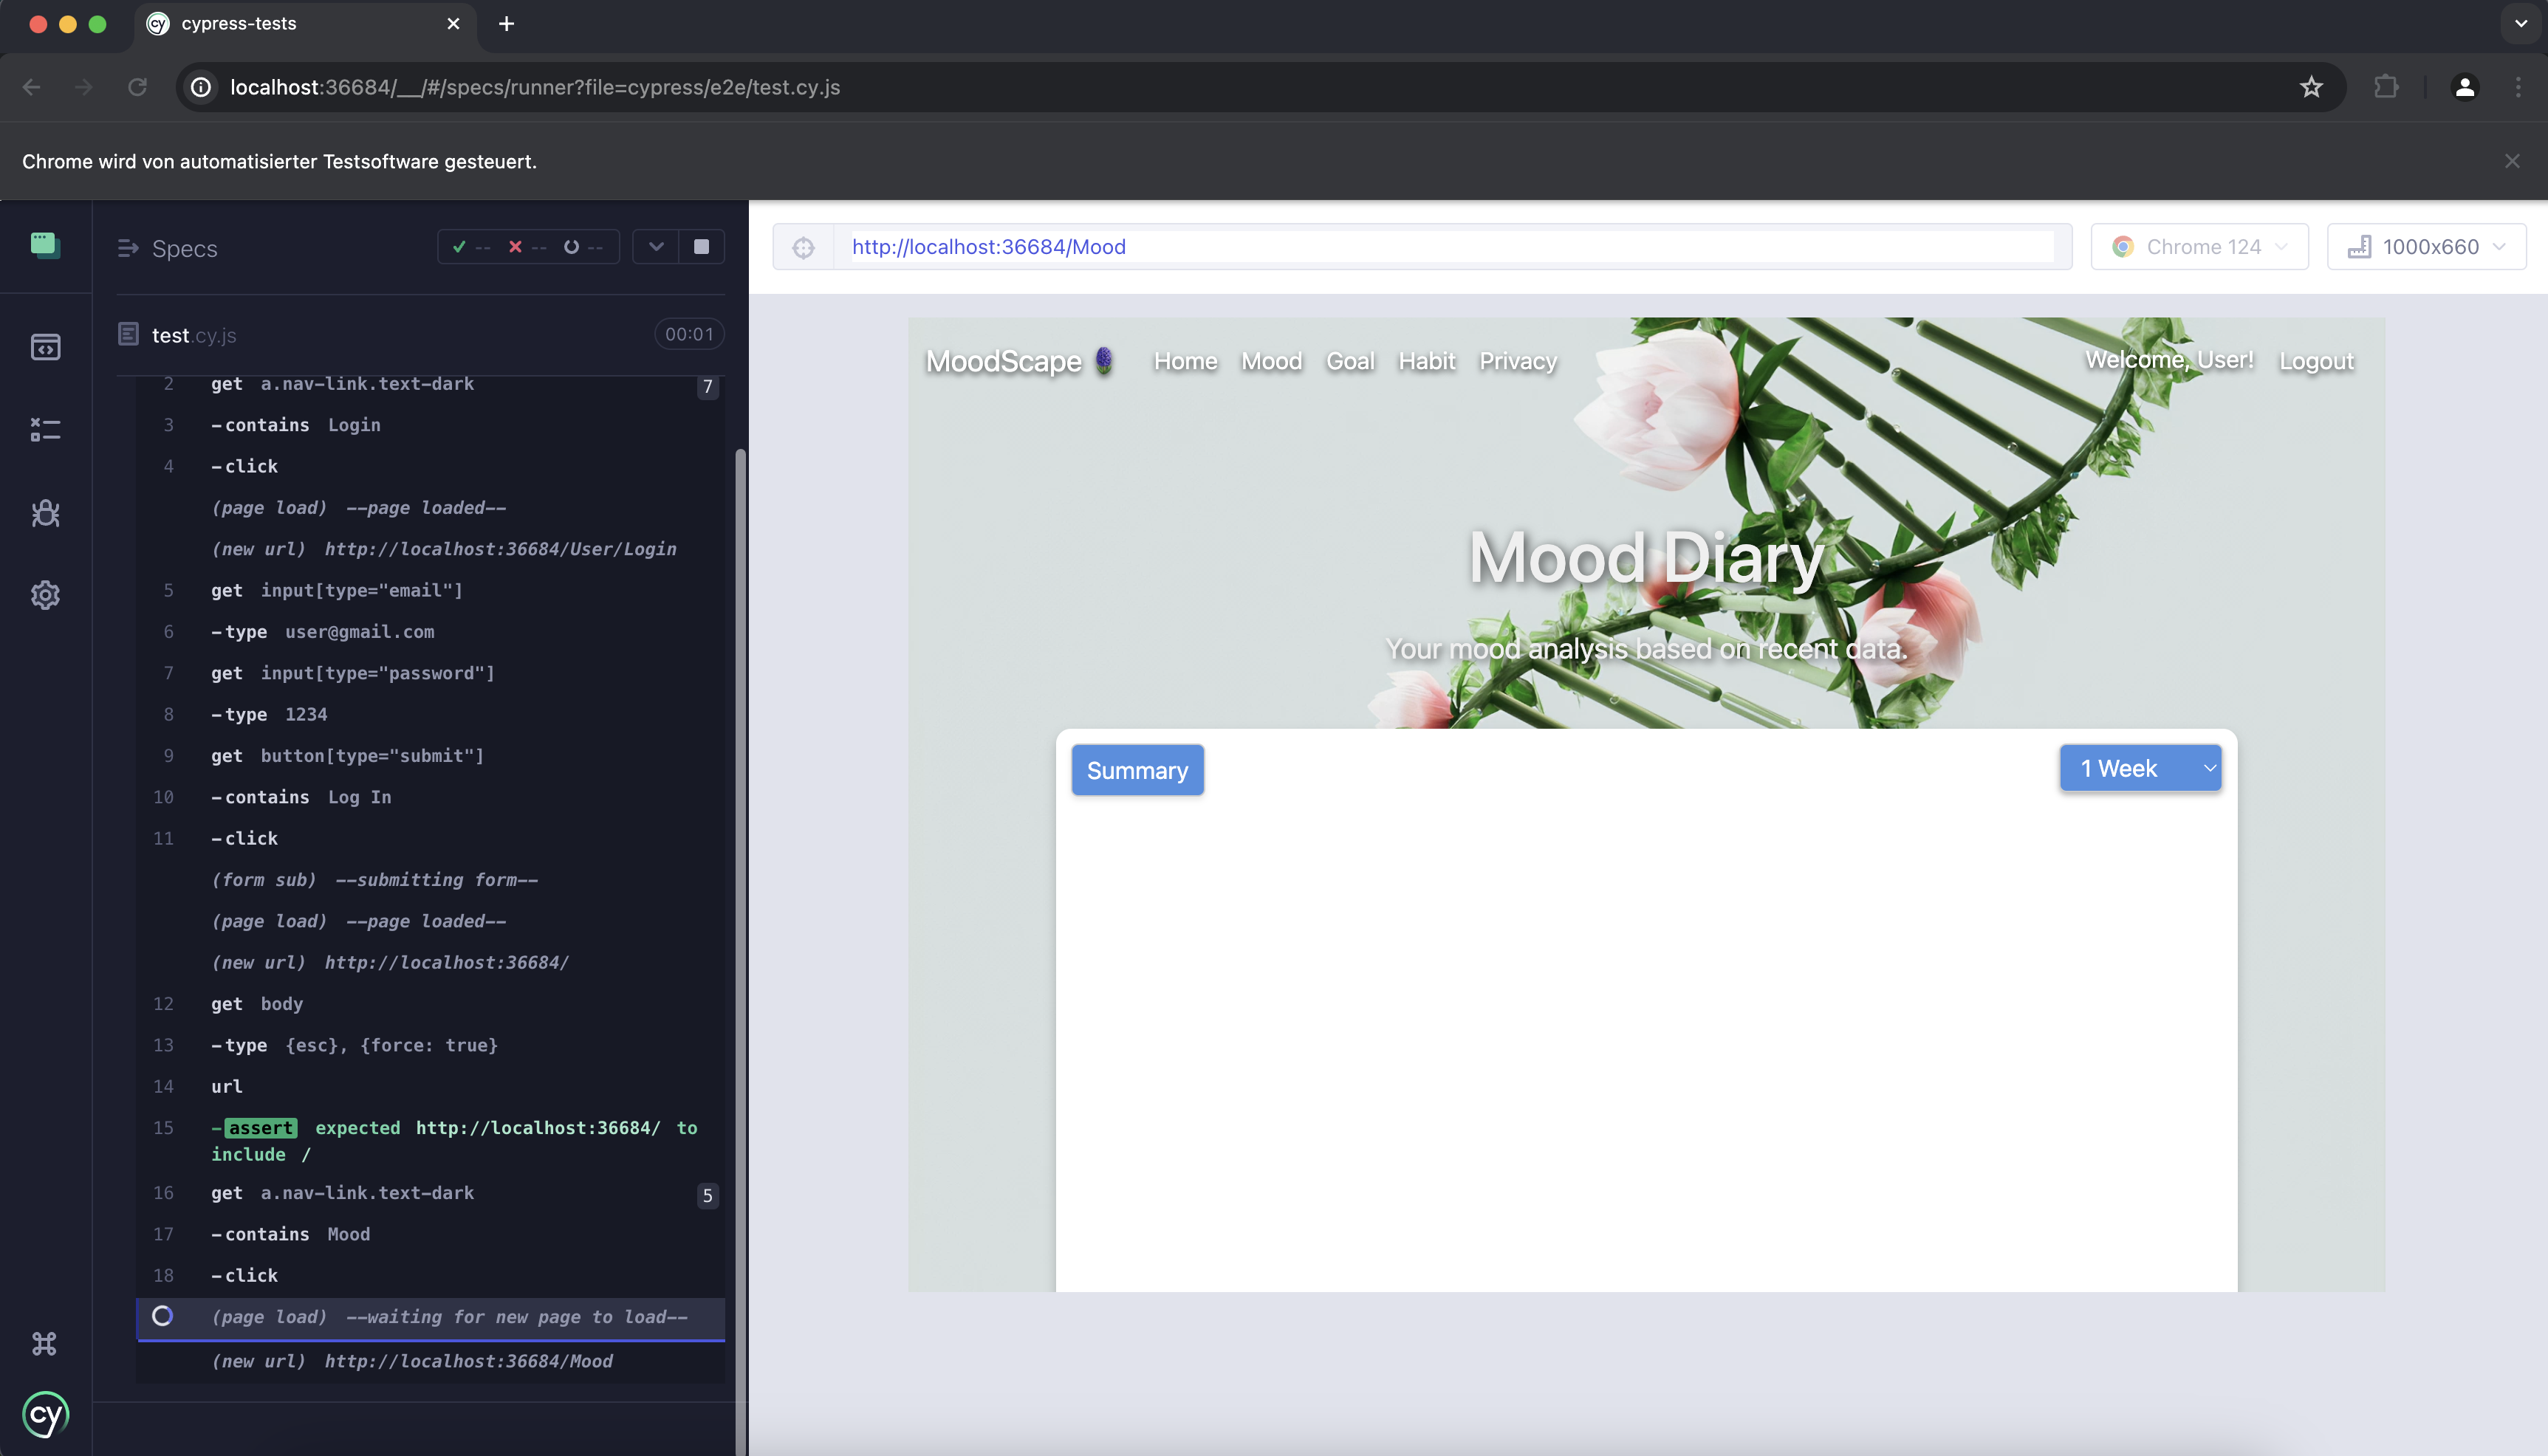 cypress-tests
localhost:36684/__/#/specs/runner?file=cypress/e2e/test.cy.js
Chrome wird von automatisierter Testsoftware gesteuert.
Specs
-- -- --
test.cy.js
00:01
2 get a.nav-link.text-dark 7
3 -contains Login
4 -click
(page load) --page loaded--
(new url) http://localhost:36684/User/Login
5 get input[type="email"]
6 -type user@gmail.com
7 get input[type="password"]
8 -type 1234
9 get button[type="submit"]
10 -contains Log In
11 -click
(form sub) --submitting form--
(page load) --page loaded--
(new url) http://localhost:36684/
12 get body
13 -type {esc}, {force: true}
14 url
15 -assert expected http://localhost:36684/ to
include /
16 get a.nav-link.text-dark 5
17 -contains Mood
18 -click
(page load) --waiting for new page to load--
(new url) http://localhost:36684/Mood
cy
http://localhost:36684/Mood
Chrome 124
1000x660
MoodScape Home Mood Goal Habit Privacy Welcome, User! Logout
Mood Diary
Your mood analysis based on recent data.
Summary
1 Week